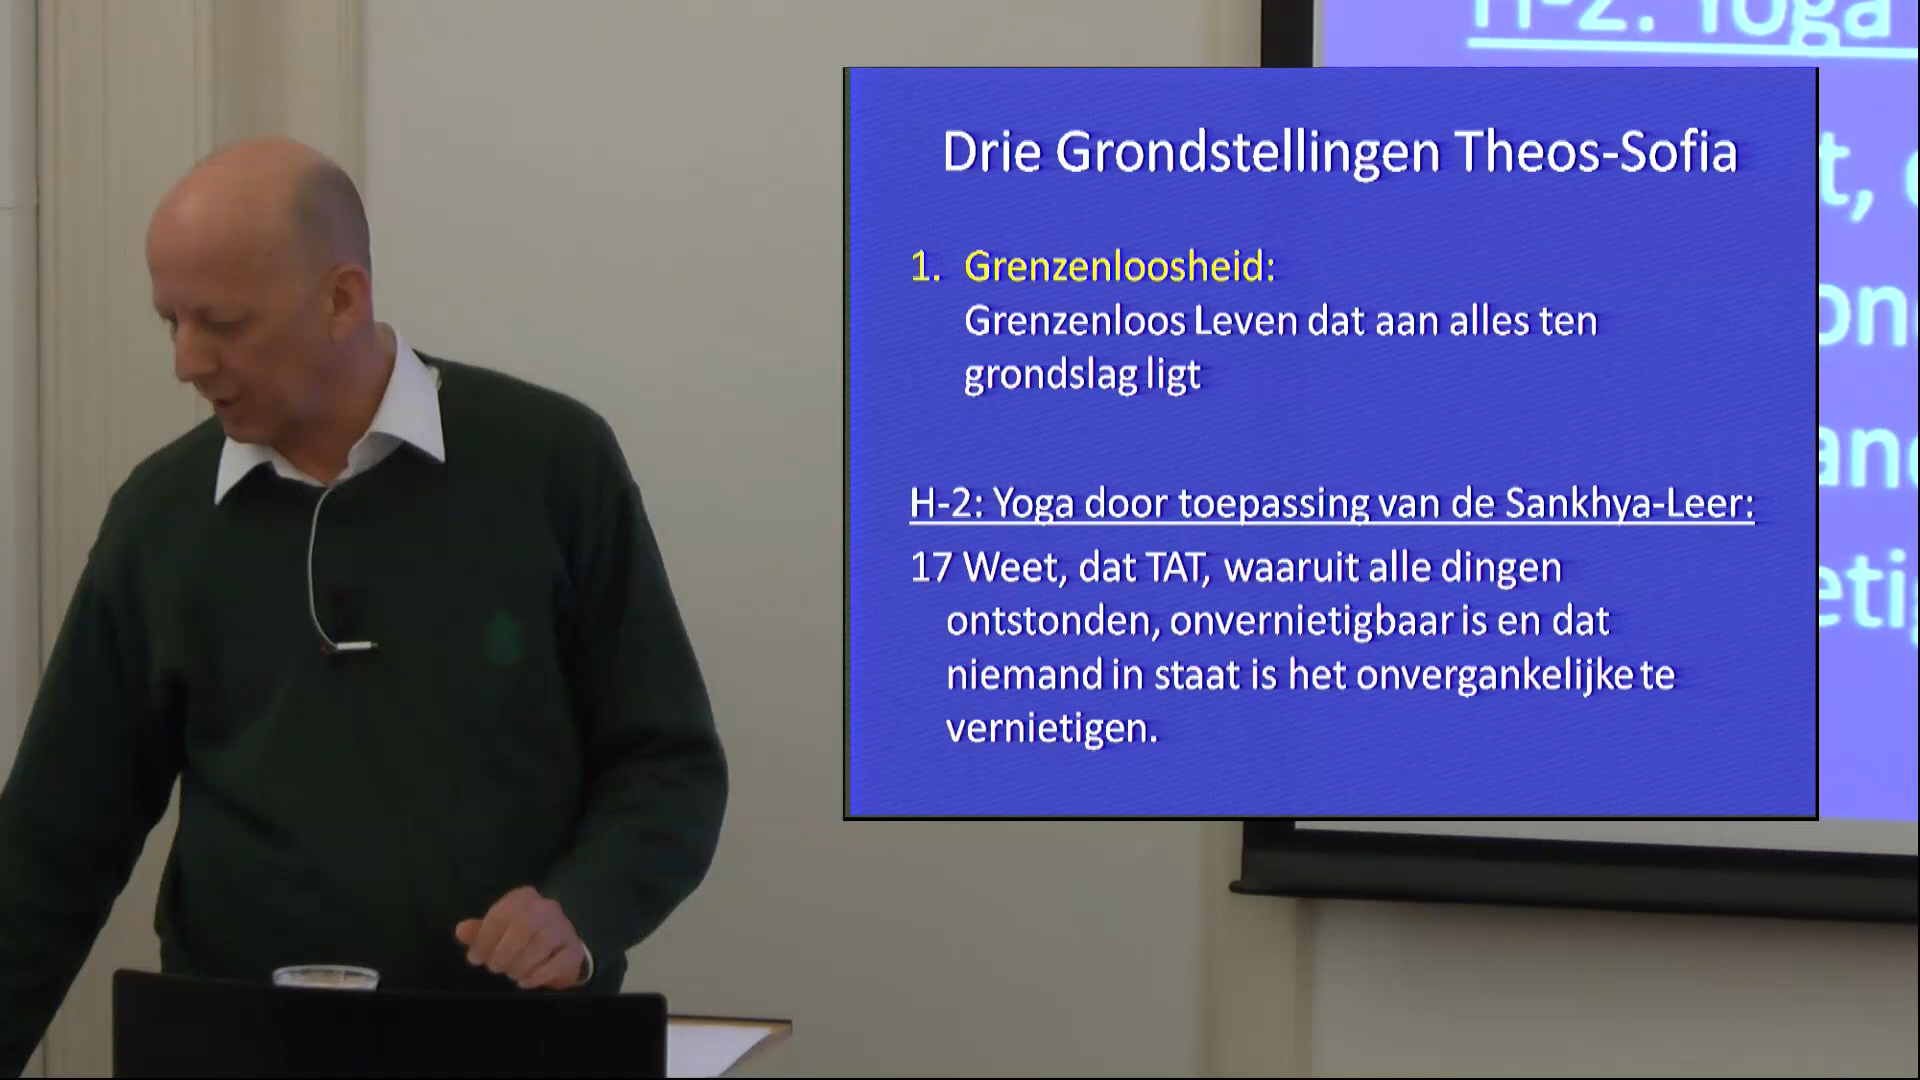 Drie Grondstellingen Theos-Sofia
1. Grenzenloosheid:
Grenzenloos Leven dat aan alles ten
grondslag ligt
H-2: Yoga door toepassing van de Sankhya-Leer:
17 Weet, dat TAT, waaruit alle dingen
ontstonden, onvernietigbaar is en dat
niemand in staat is het onvergankelijke te
vernietigen.
H-2: Yoga